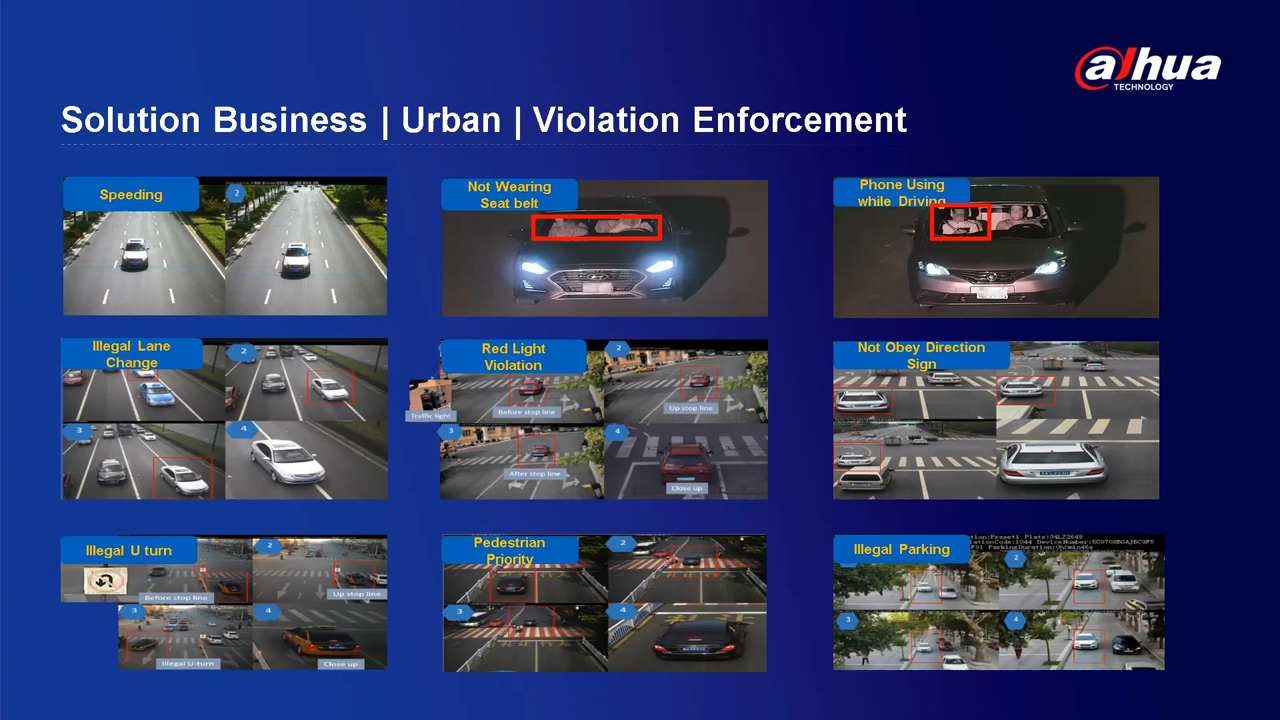 alhua
TECHNOLOGY
Solution Business | Urban | Violation Enforcement
Speeding
2
Not Wearing
Seat belt
Phone Using
while Driving
Illegal Lane
Change
2
3
4
Red Light
Violation
2
Traffic light
Before stop line
Up stop line
3
4
After stop line
Close up
Not Obey Direction
Sign
Illegal U turn
2
Before stop line
Up stop line
3
4
Illegal U-turn
Close up
Pedestrian
Priority
2
3
4
Illegal Parking
2
3
4